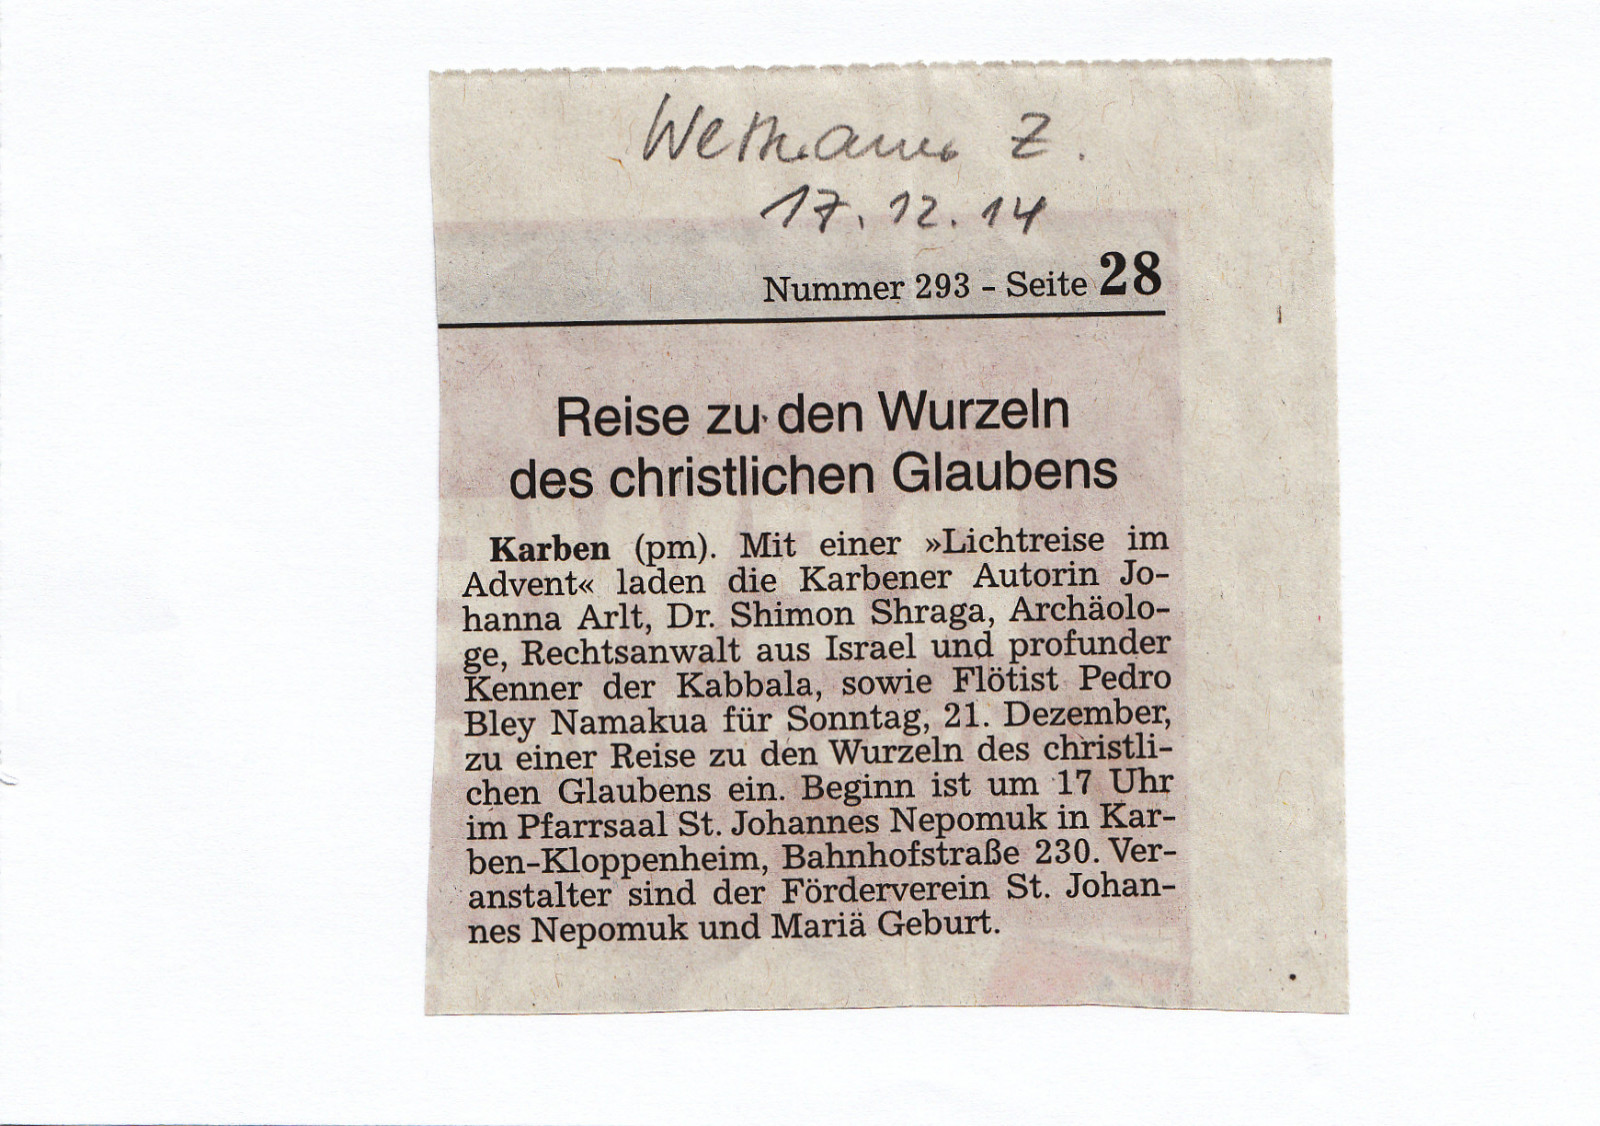 Z.
17.12.14
Nummer 293 - Seite 28
Reise zu den Wurzeln
des christlichen Glaubens
Karben (pm). Mit einer »Lichtreise im
Advent« laden die Karbener Autorin Jo-
hanna Arlt, Dr. Shimon Shraga, Archäolo-
ge, Rechtsanwalt aus Israel und profunder
Kenner der Kabbala, sowie Flötist Pedro
Bley Namakua für Sonntag, 21. Dezember,
zu einer Reise zu den Wurzeln des christli-
chen Glaubens ein. Beginn ist um 17 Uhr
im Pfarrsaal St. Johannes Nepomuk in Kar-
ben-Kloppenheim, Bahnhofstraße 230. Ver-
anstalter sind der Förderverein St. Johan-
nes Nepomuk und Mariä Geburt.